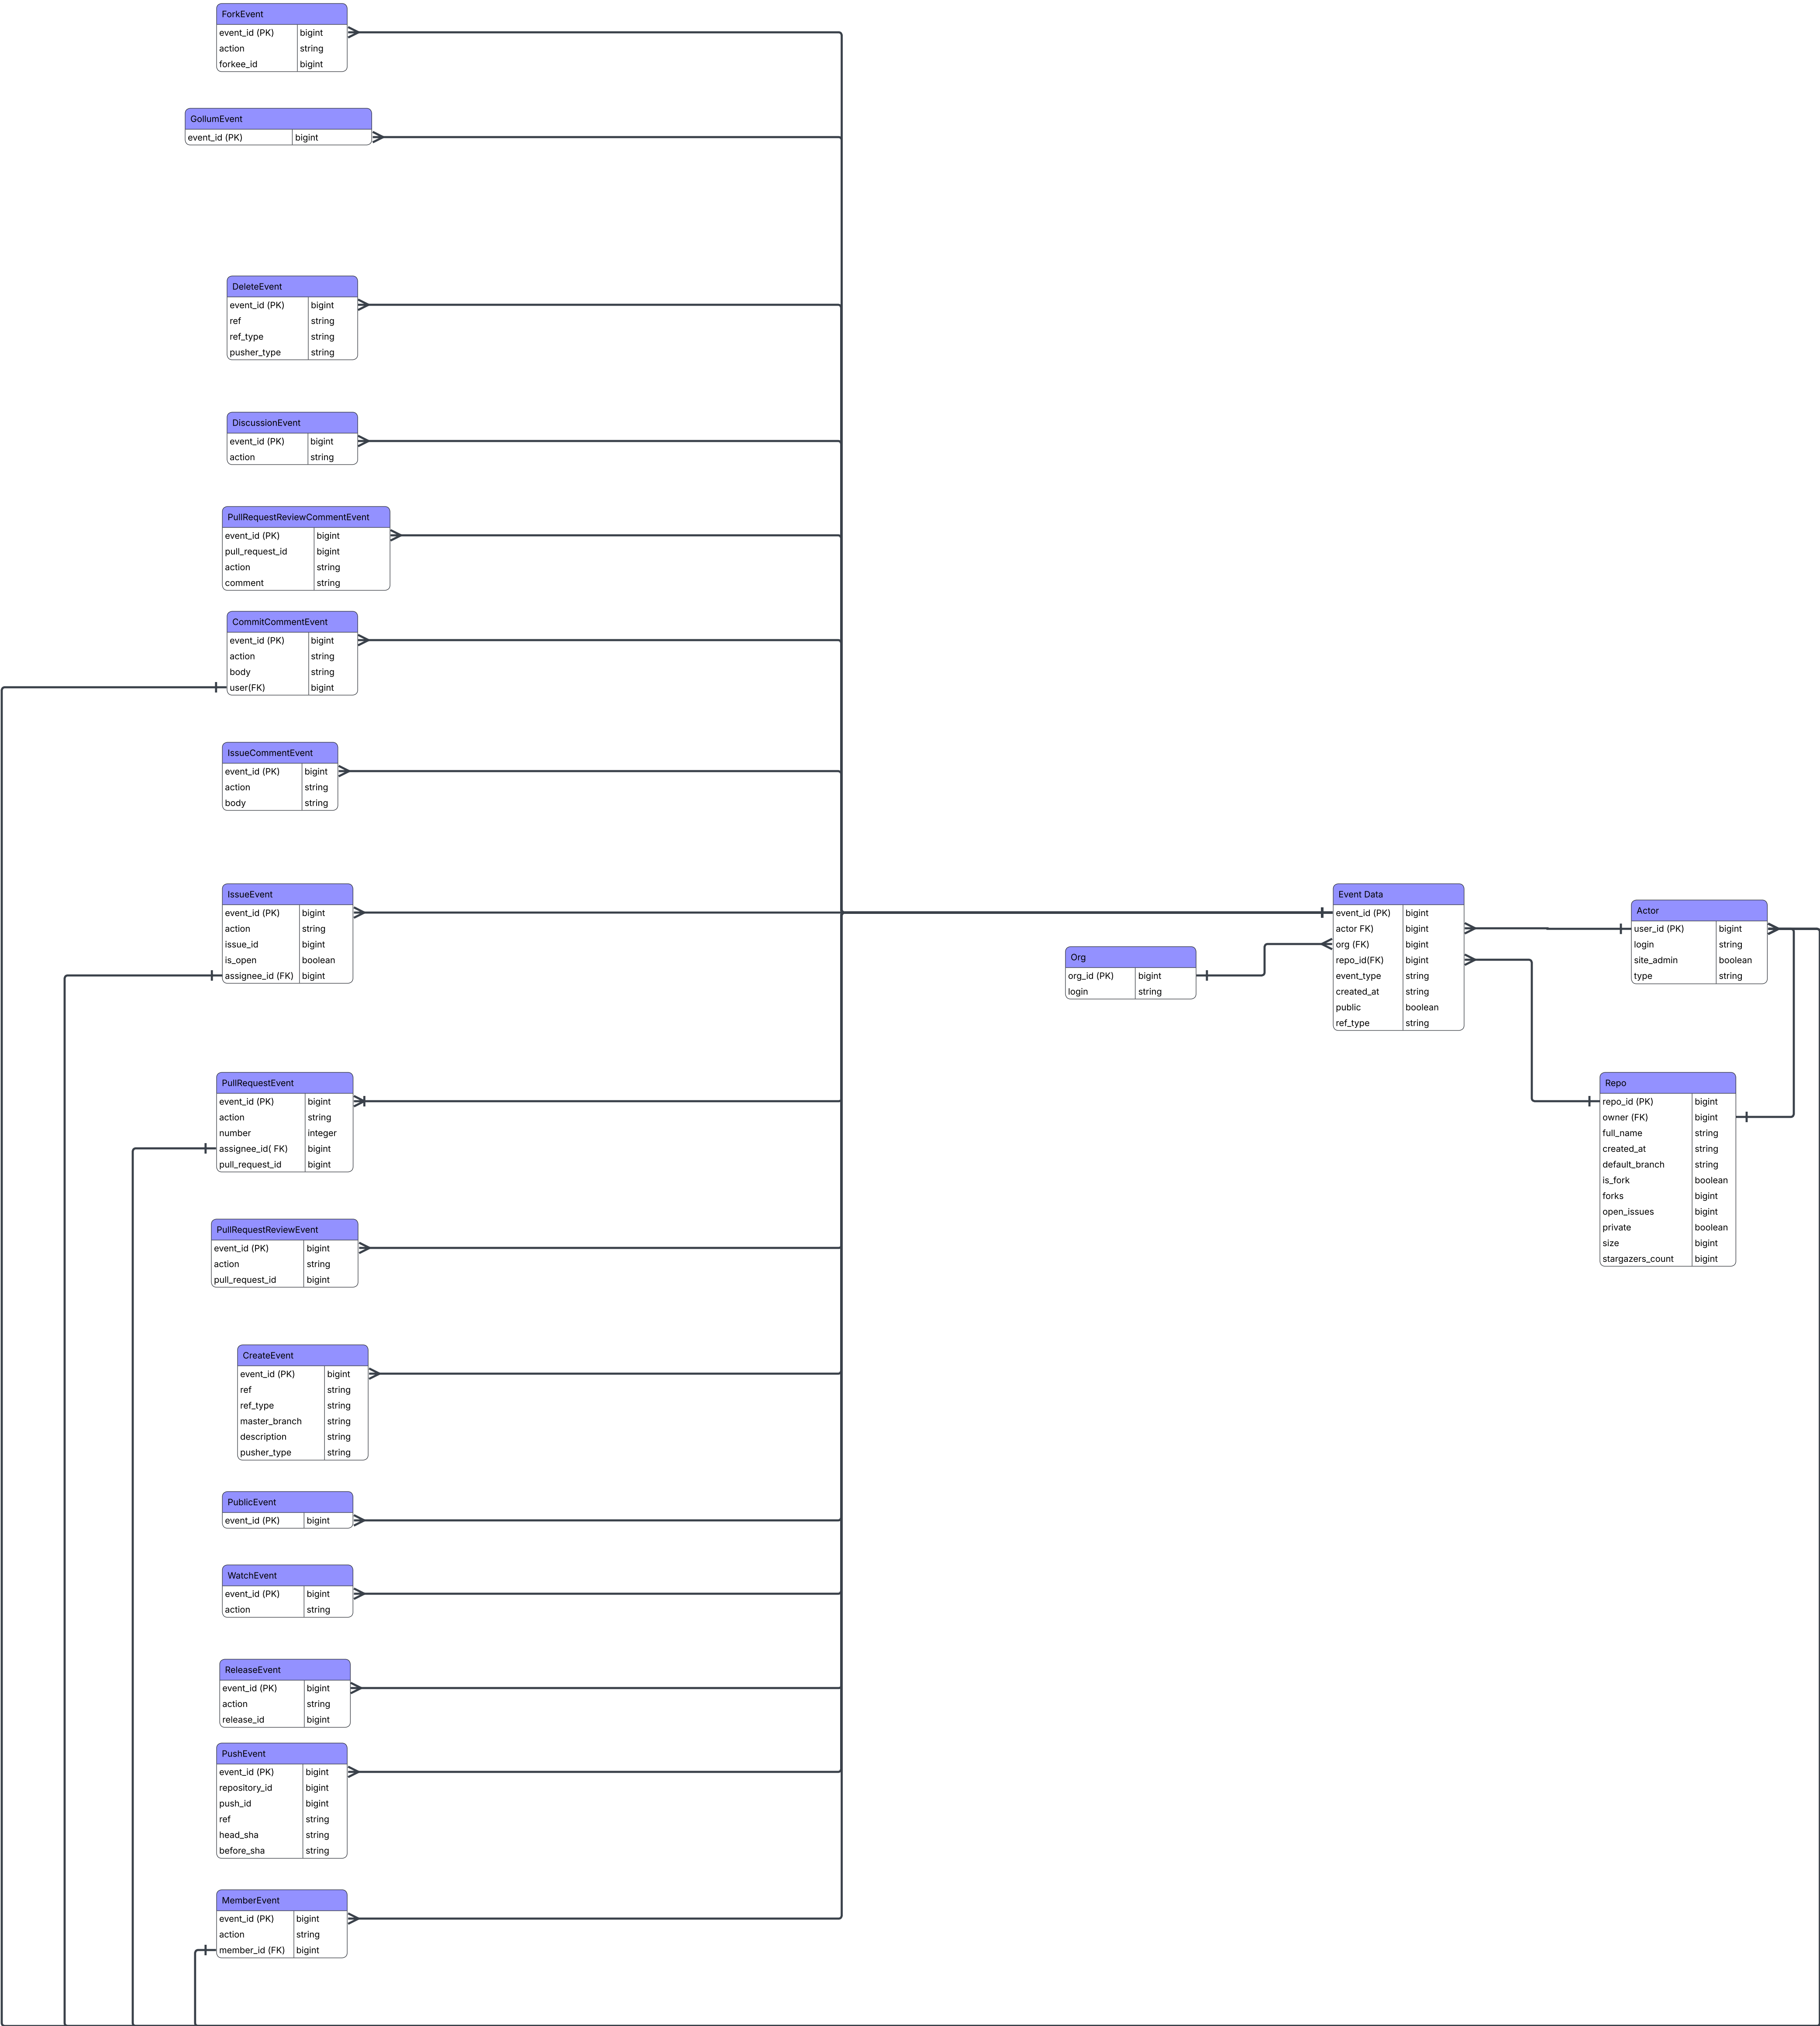 ForkEvent
event_id (PK) bigint
action string
forkee_id bigint
GollumEvent
event_id (PK) bigint
DeleteEvent
event_id (PK) bigint
ref string
ref_type string
pusher_type string
DiscussionEvent
event_id (PK) bigint
action string
PullRequestReviewCommentEvent
event_id (PK) bigint
pull_request_id bigint
action string
comment string
CommitCommentEvent
event_id (PK) bigint
action string
body string
user(FK) bigint
IssueCommentEvent
event_id (PK) bigint
action string
body string
IssueEvent
event_id (PK) bigint
action string
issue_id bigint
is_open boolean
assignee_id (FK) bigint
PullRequestEvent
event_id (PK) bigint
action string
number integer
assignee_id( FK) bigint
pull_request_id bigint
PullRequestReviewEvent
event_id (PK) bigint
action string
pull_request_id bigint
CreateEvent
event_id (PK) bigint
ref string
ref_type string
master_branch string
description string
pusher_type string
PublicEvent
event_id (PK) bigint
WatchEvent
event_id (PK) bigint
action string
ReleaseEvent
event_id (PK) bigint
action string
release_id bigint
PushEvent
event_id (PK) bigint
repository_id bigint
push_id bigint
ref string
head_sha string
before_sha string
MemberEvent
event_id (PK) bigint
action string
member_id (FK) bigint
Org
org_id (PK) bigint
login string
Event Data
event_id (PK) bigint
actor FK) bigint
org (FK) bigint
repo_id(FK) bigint
event_type string
created_at string
public boolean
ref_type string
Actor
user_id (PK) bigint
login string
site_admin boolean
type string
Repo
repo_id (PK) bigint
owner (FK) bigint
full_name string
created_at string
default_branch string
is_fork boolean
forks bigint
open_issues bigint
private boolean
size bigint
stargazers_count bigint